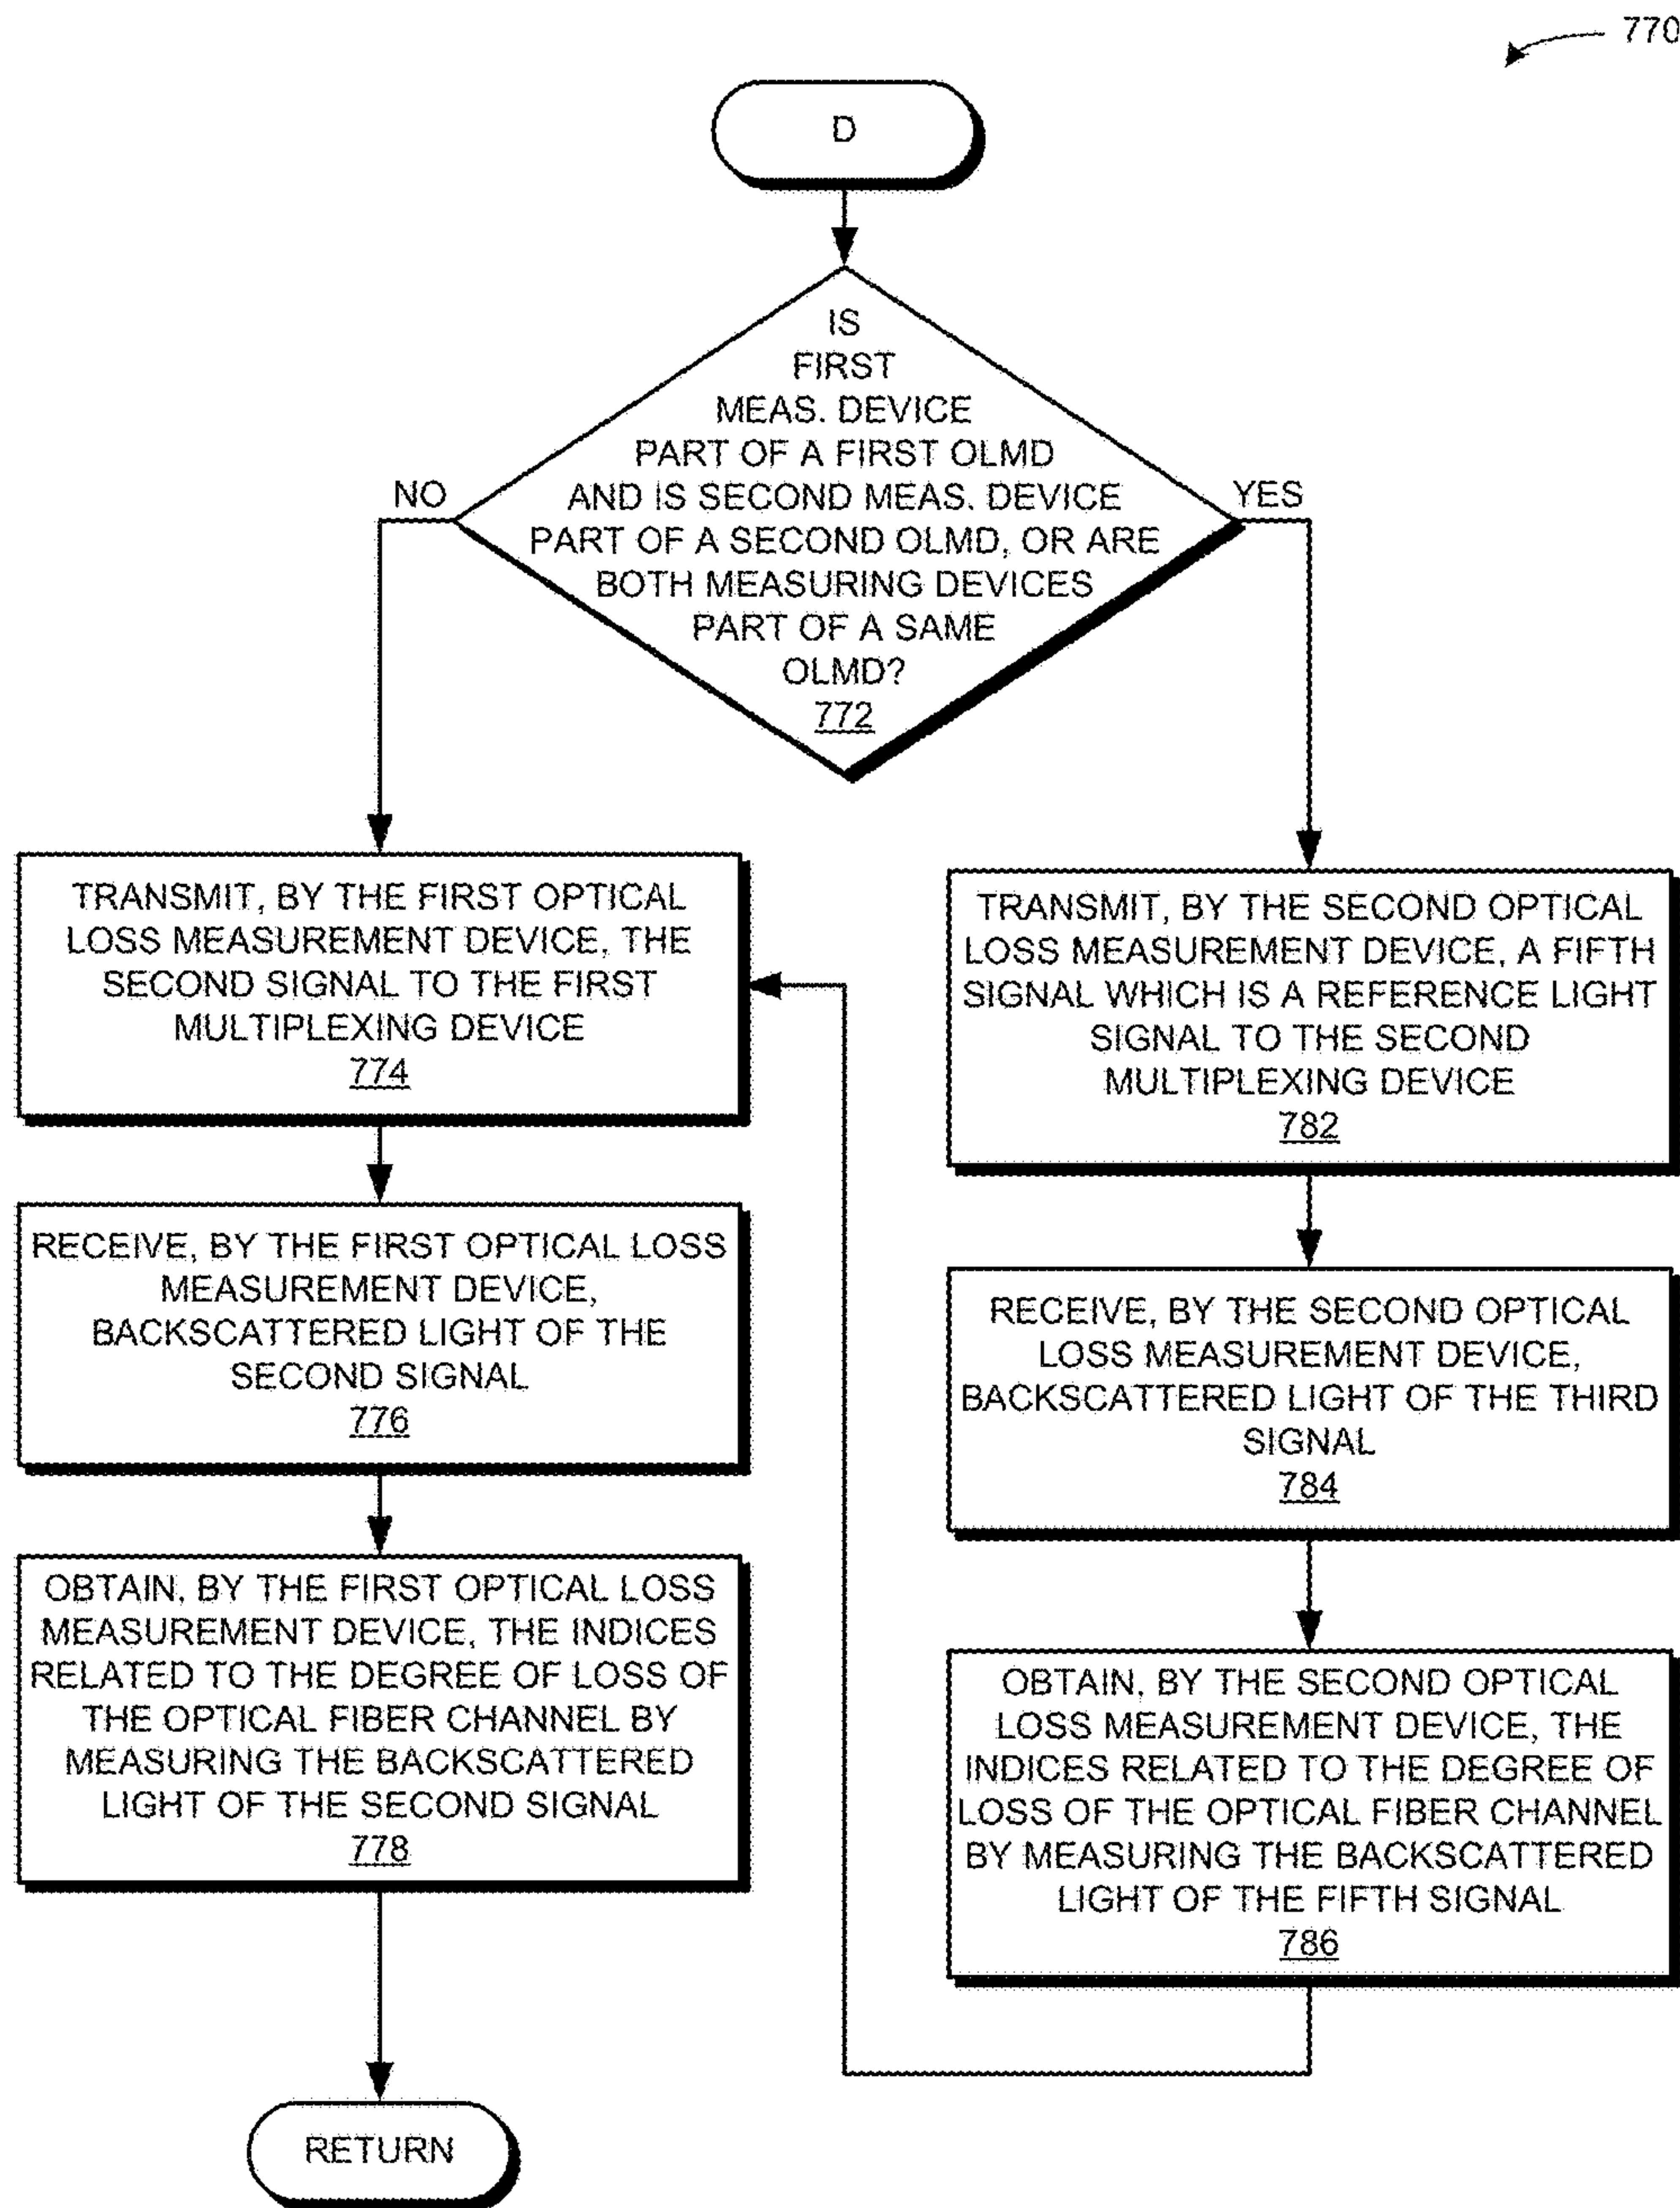 770
D
IS
FIRST
MEAS. DEVICE
PART OF A FIRST OLMD
AND IS SECOND MEAS. DEVICE
PART OF A SECOND OLMD, OR ARE
BOTH MEASURING DEVICES
PART OF A SAME
OLMD?
772
NO
YES
TRANSMIT, BY THE FIRST OPTICAL
LOSS MEASUREMENT DEVICE, THE
SECOND SIGNAL TO THE FIRST
MULTIPLEXING DEVICE
774
RECEIVE, BY THE FIRST OPTICAL LOSS
MEASUREMENT DEVICE,
BACKSCATTERED LIGHT OF THE
SECOND SIGNAL
776
OBTAIN, BY THE FIRST OPTICAL LOSS
MEASUREMENT DEVICE, THE INDICES
RELATED TO THE DEGREE OF LOSS OF
THE OPTICAL FIBER CHANNEL BY
MEASURING THE BACKSCATTERED
LIGHT OF THE SECOND SIGNAL
778
RETURN
TRANSMIT, BY THE SECOND OPTICAL
LOSS MEASUREMENT DEVICE, A FIFTH
SIGNAL WHICH IS A REFERENCE LIGHT
SIGNAL TO THE SECOND
MULTIPLEXING DEVICE
782
RECEIVE, BY THE SECOND OPTICAL
LOSS MEASUREMENT DEVICE,
BACKSCATTERED LIGHT OF THE THIRD
SIGNAL
784
OBTAIN, BY THE SECOND OPTICAL
LOSS MEASUREMENT DEVICE, THE
INDICES RELATED TO THE DEGREE OF
LOSS OF THE OPTICAL FIBER CHANNEL
BY MEASURING THE BACKSCATTERED
LIGHT OF THE FIFTH SIGNAL
786